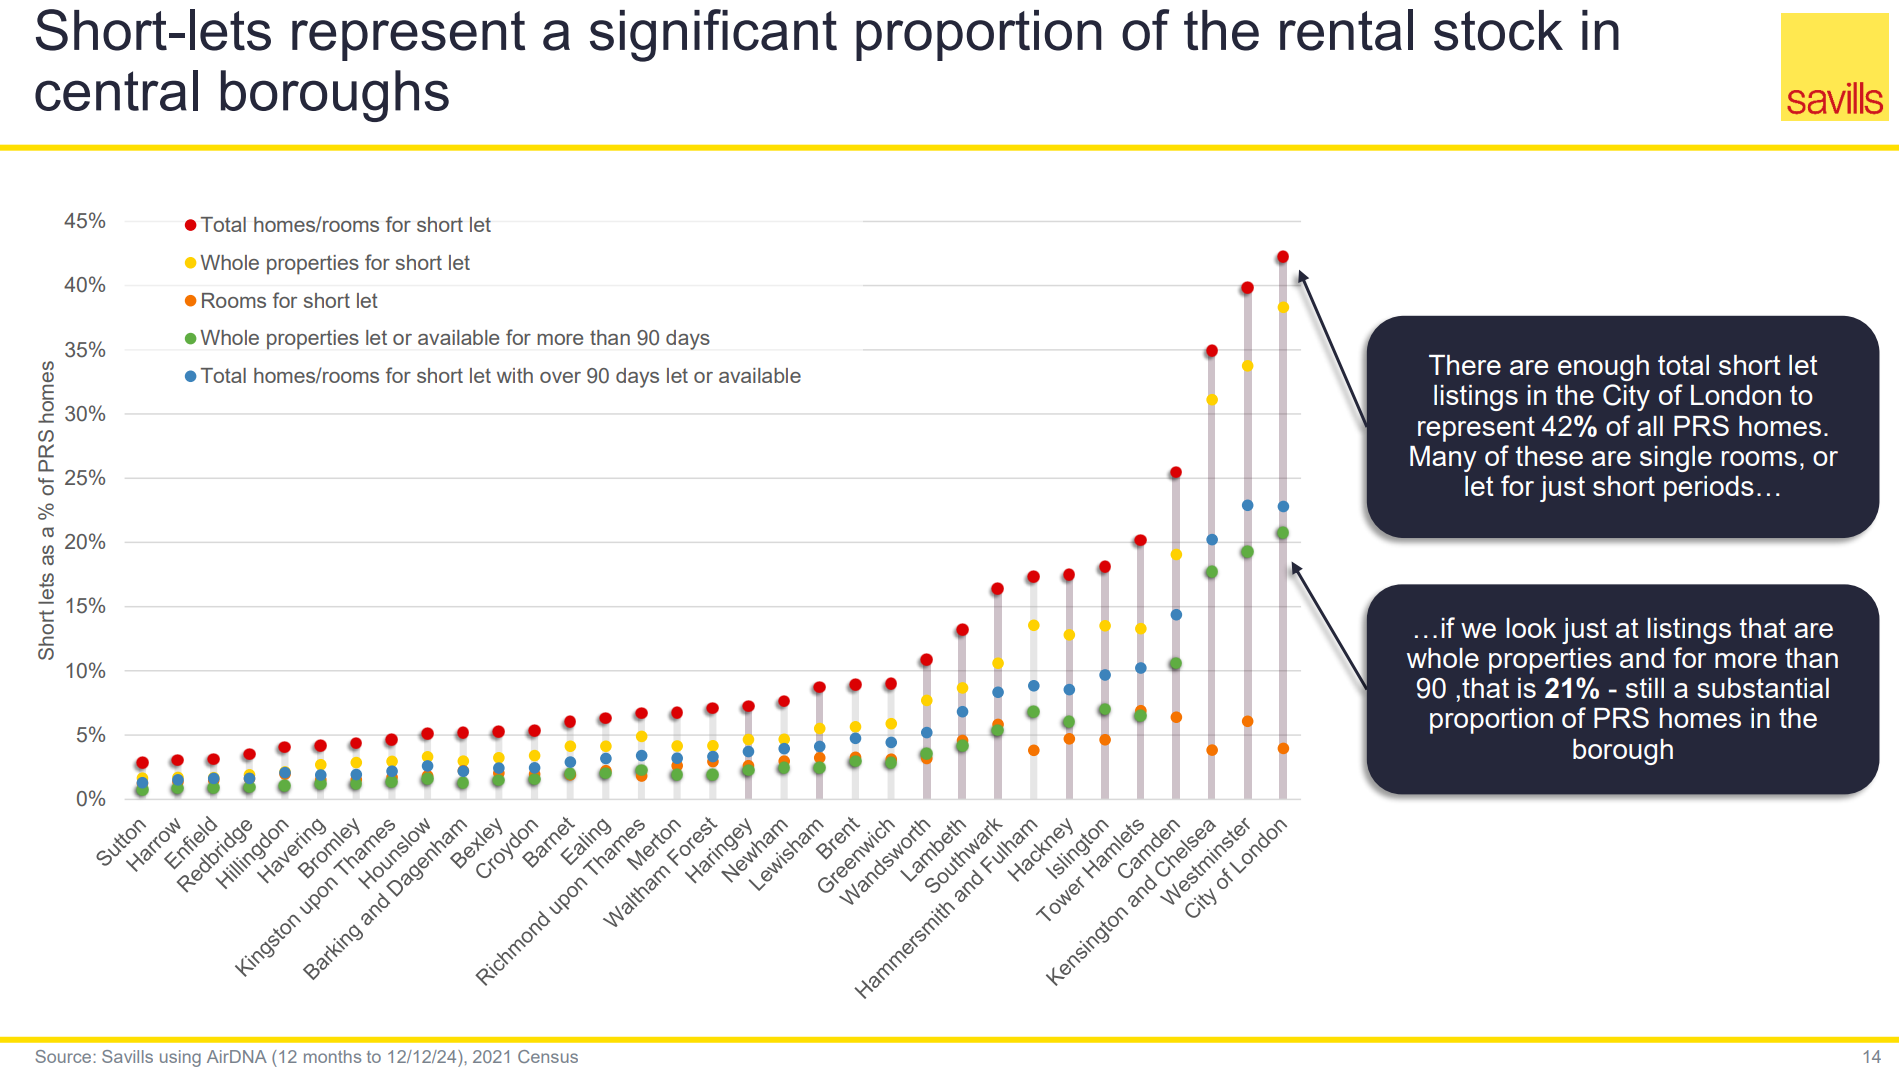 Short-lets represent a significant proportion of the rental stock in
central boroughs
savills
Short lets as a % of PRS homes
45%
40%
35%
30%
25%
20%
15%
10%
5%
0%
Total homes/rooms for short let
Whole properties for short let
Rooms for short let
Whole properties let or available for more than 90 days
Total homes/rooms for short let with over 90 days let or available
Sutton
Harrow
Enfield
Redbridge
Hillingdon
Havering
Bromley
Kingston upon Thames
Hounslow
Barking and Dagenham
Bexley
Croydon
Barnet
Ealing
Richmond upon Thames
Merton
Waltham Forest
Haringey
Newham
Lewisham
Brent
Greenwich
Wandsworth
Lambeth
Southwark
Hammersmith and Fulham
Hackney
Islington
Tower Hamlets
Camden
Kensington and Chelsea
Westminster
City of London
There are enough total short let
listings in the City of London to
represent 42% of all PRS homes.
Many of these are single rooms, or
let for just short periods…
…if we look just at listings that are
whole properties and for more than
90 ,that is 21% - still a substantial
proportion of PRS homes in the
borough
Source: Savills using AirDNA (12 months to 12/12/24), 2021 Census
14